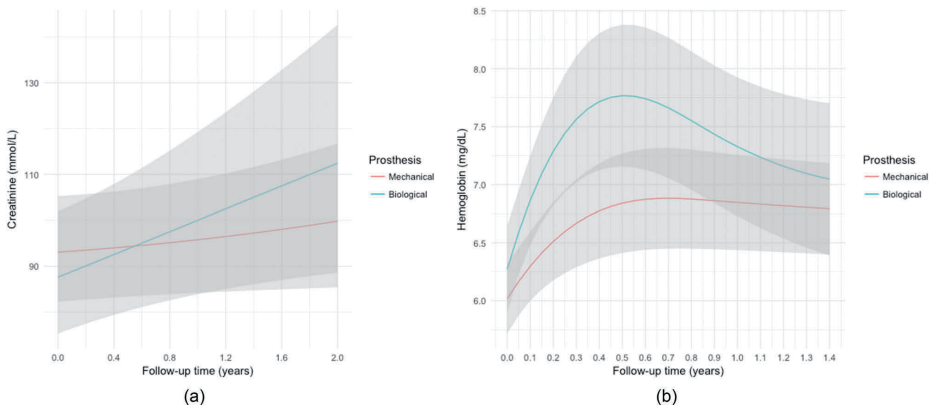 Creatinine (mmol/L)
130
110
90
0.0 0.4 0.8 1.2 1.6 2.0
Follow-up time (years)
Prosthesis
Mechanical
Biological
(a)
Hemoglobin (mg/dL)
8.5
8.0
7.5
7.0
6.5
6.0
0.0 0.1 0.2 0.3 0.4 0.5 0.6 0.7 0.8 0.9 1.0 1.1 1.2 1.3 1.4
Follow-up time (years)
Prosthesis
Mechanical
Biological
(b)